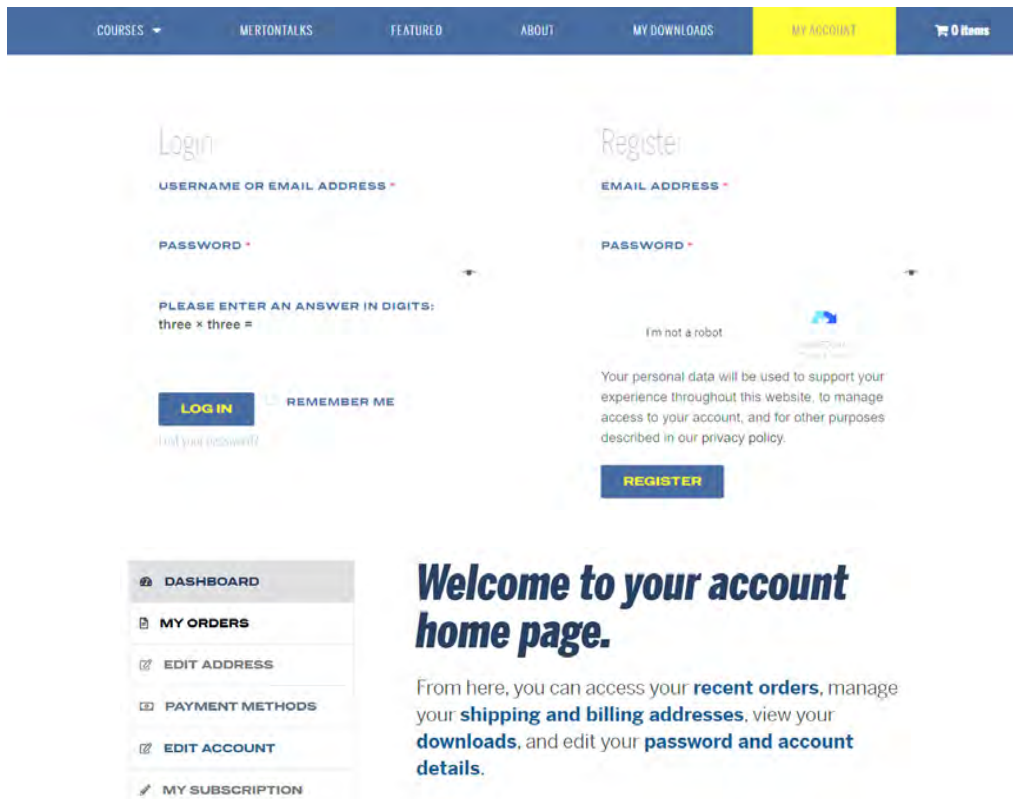 COURSES MERTONTALKS FEATURED ABOUT MY DOWNLOADS MY ACCOUNT 0 items
Login
USERNAME OR EMAIL ADDRESS *
PASSWORD *
PLEASE ENTER AN ANSWER IN DIGITS:
three × three =
LOG IN REMEMBER ME
Lost your password?
Register
EMAIL ADDRESS *
PASSWORD *
I'm not a robot
Your personal data will be used to support your
experience throughout this website, to manage
access to your account, and for other purposes
described in our privacy policy.
REGISTER
DASHBOARD
MY ORDERS
EDIT ADDRESS
PAYMENT METHODS
EDIT ACCOUNT
MY SUBSCRIPTION
Welcome to your account
home page.
From here, you can access your recent orders, manage
your shipping and billing addresses, view your
downloads, and edit your password and account
details.